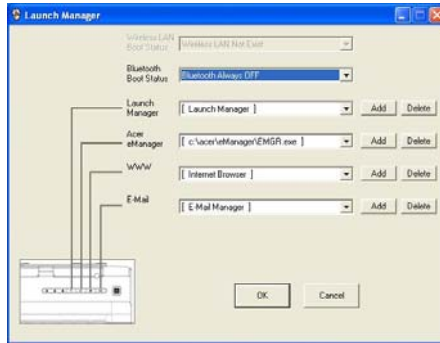 Launch Manager
Wireless LAN
Boot Status
Wireless LAN Not Exist
Bluetooth
Boot Status
Bluetooth Always OFF
Launch
Manager
[ Launch Manager ]
Add
Delete
Acer
eManager
[ c:\acer\eManager\EMGR.exe ]
Add
Delete
WWW
[ Internet Browser ]
Add
Delete
E-Mail
[ E-Mail Manager ]
Add
Delete
OK
Cancel